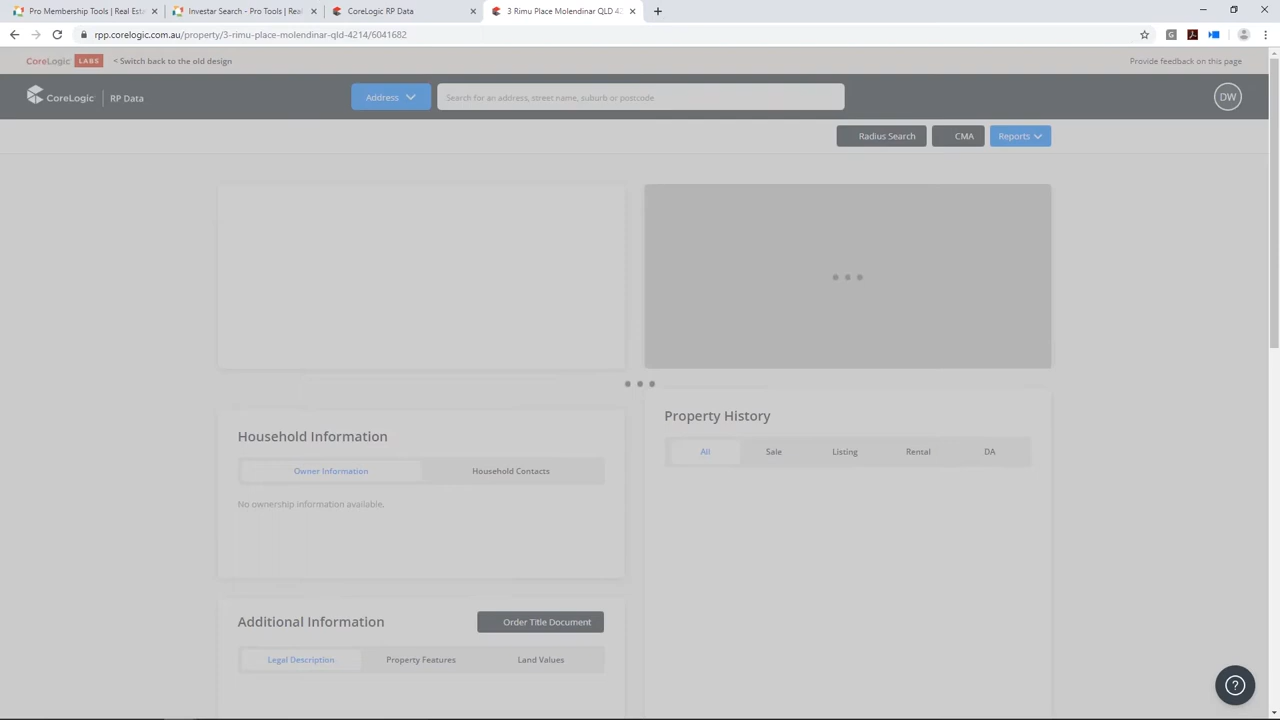 Pro Membership Tools | Real Esta
Investar Search - Pro Tools | Real
CoreLogic RP Data
3 Rimu Place Molendinar QLD 42
rpp.corelogic.com.au/property/3-rimu-place-molendinar-qld-4214/6041682
CoreLogic LABS < Switch back to the old design
Provide feedback on this page
CoreLogic RP Data
Address
Search for an address, street name, suburb or postcode
DW
Radius Search
CMA
Reports
Household Information
Owner Information
Household Contacts
No ownership information available.
Property History
All
Sale
Listing
Rental
DA
Additional Information
Order Title Document
Legal Description
Property Features
Land Values
?